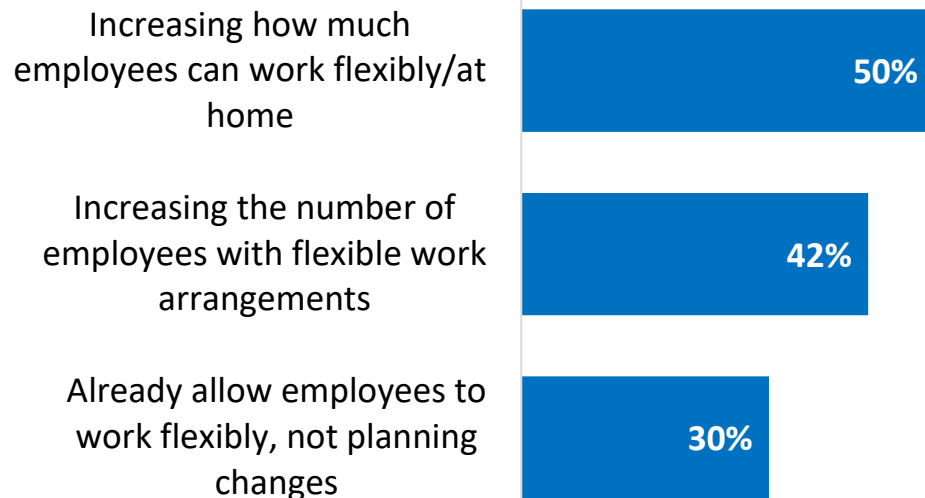 Increasing how much
employees can work flexibly/at
home
50%
Increasing the number of
employees with flexible work
arrangements
42%
Already allow employees to
work flexibly, not planning
changes
30%